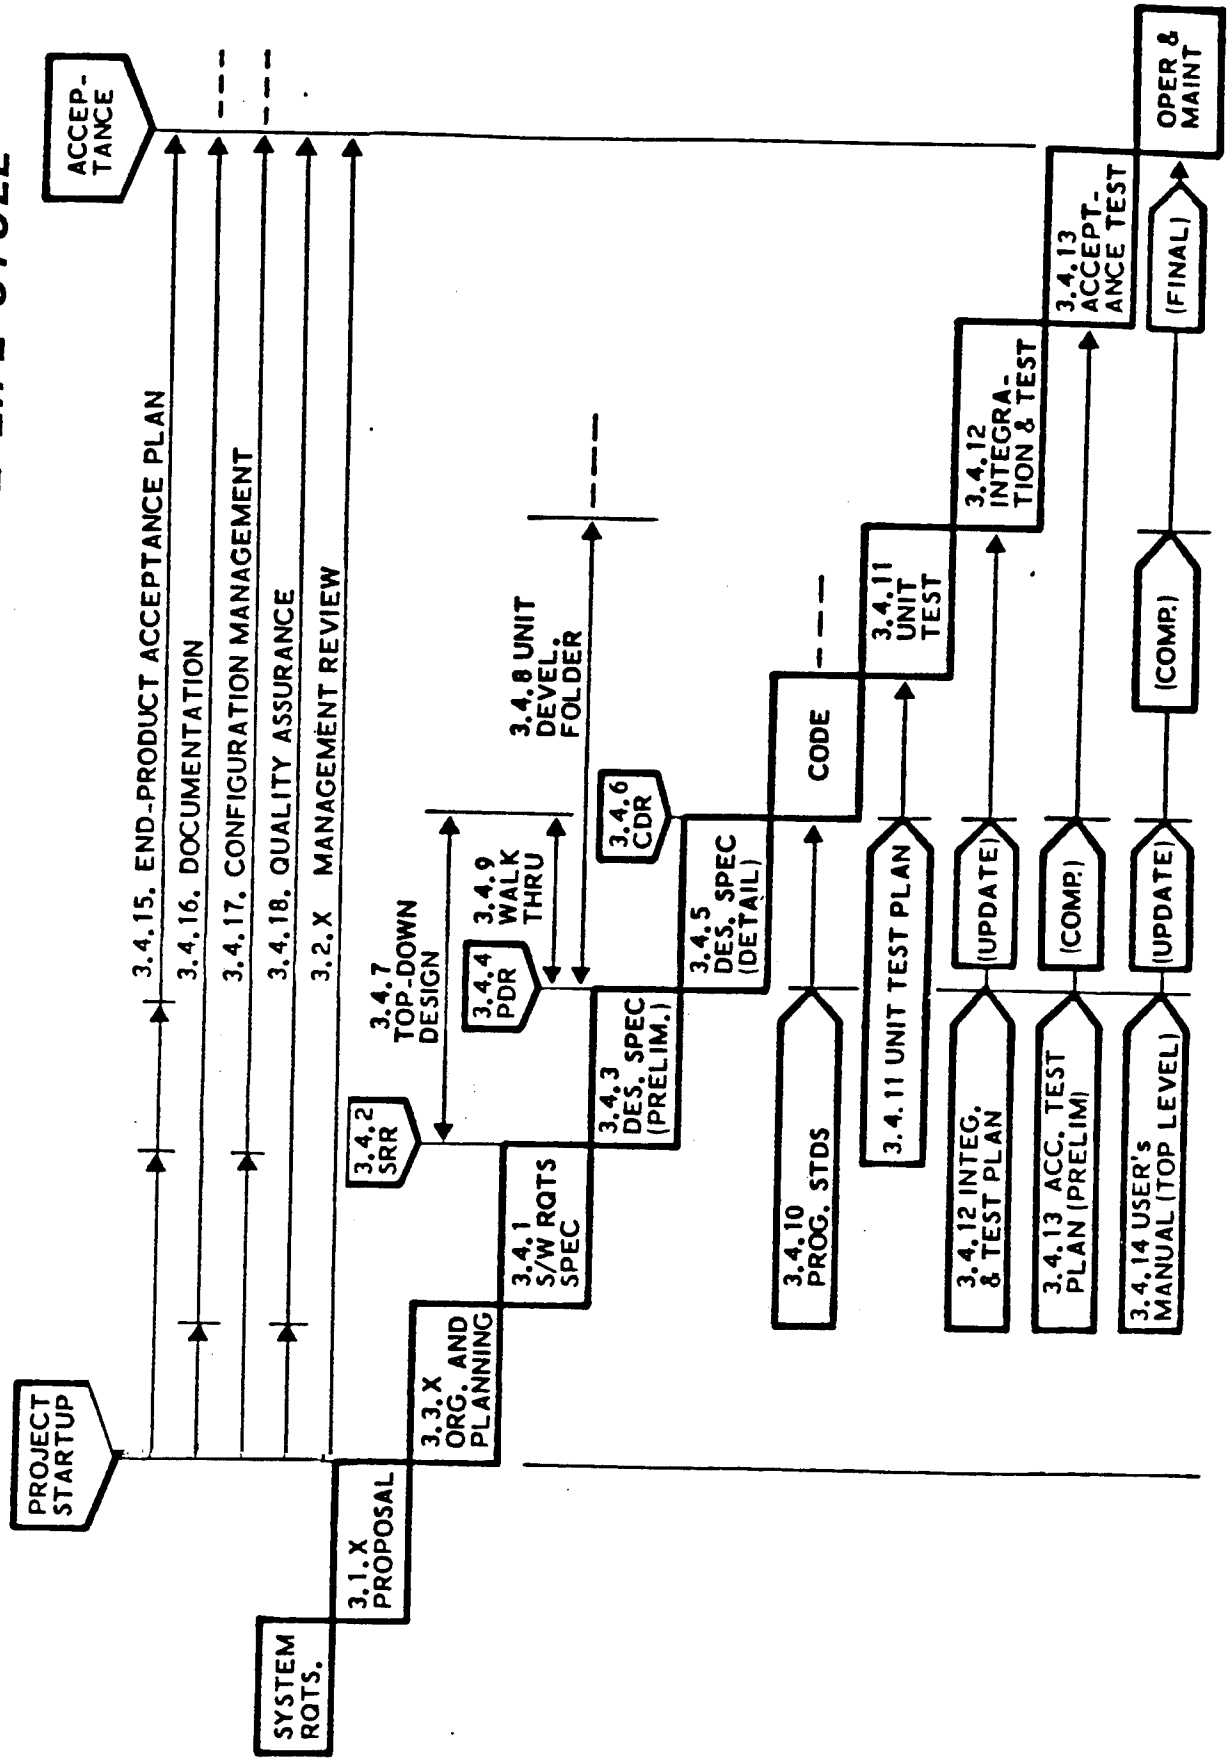 PROJECT
STARTUP
ACCEP-
TANCE
3.4.15. END-PRODUCT ACCEPTANCE PLAN
3.4.16. DOCUMENTATION
3.4.17. CONFIGURATION MANAGEMENT
3.4.18. QUALITY ASSURANCE
3.2.X MANAGEMENT REVIEW
SYSTEM
RQTS.
3.1.X
PROPOSAL
3.3.X
ORG. AND
PLANNING
3.4.2
SRR
3.4.7
TOP-DOWN
DESIGN
3.4.4
PDR
3.4.9
WALK
THRU
3.4.8 UNIT
DEVEL.
FOLDER
3.4.1
S/W RQTS
SPEC
3.4.3
DES. SPEC
(PRELIM.)
3.4.6
CDR
3.4.5
DES. SPEC
(DETAIL)
3.4.10
PROG. STDS
CODE
3.4.11 UNIT TEST PLAN
3.4.11
UNIT
TEST
3.4.12 INTEG.
& TEST PLAN
(UPDATE)
3.4.12
INTEGRA-
TION & TEST
3.4.13 ACC. TEST
PLAN (PRELIM)
(COMP.)
3.4.13
ACCEPT-
ANCE TEST
3.4.14 USER's
MANUAL (TOP LEVEL)
(UPDATE)
(COMP.)
(FINAL)
OPER &
MAINT